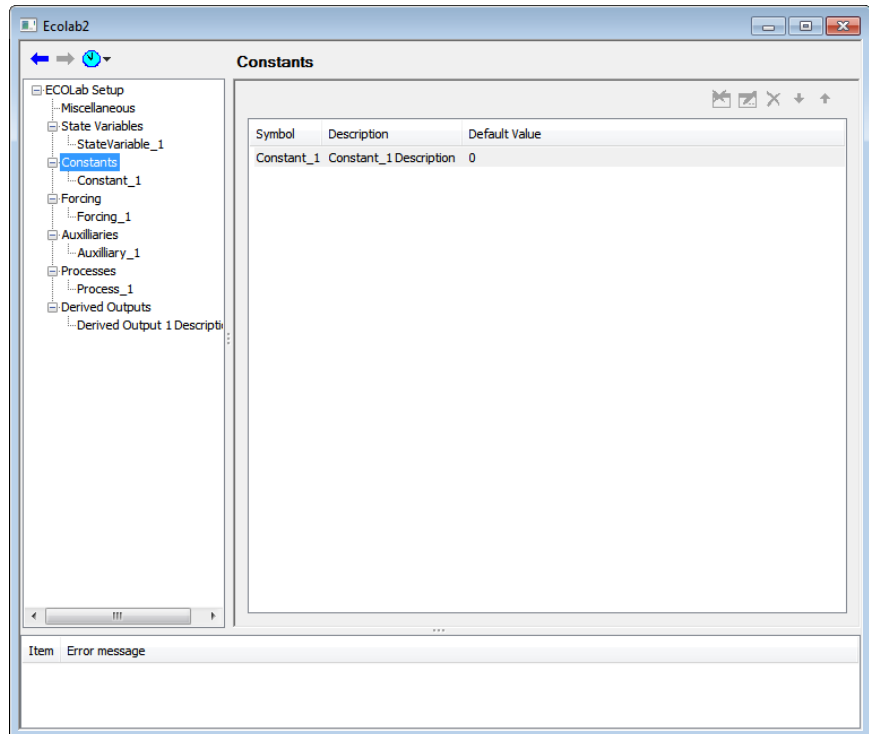 Ecolab2
Constants
ECOLab Setup
Miscellaneous
State Variables
StateVariable_1
Constants
Constant_1
Forcing
Forcing_1
Auxilliaries
Auxilliary_1
Processes
Process_1
Derived Outputs
Derived Output 1 Descripti
Symbol Description Default Value
Constant_1 Constant_1 Description 0
Item Error message